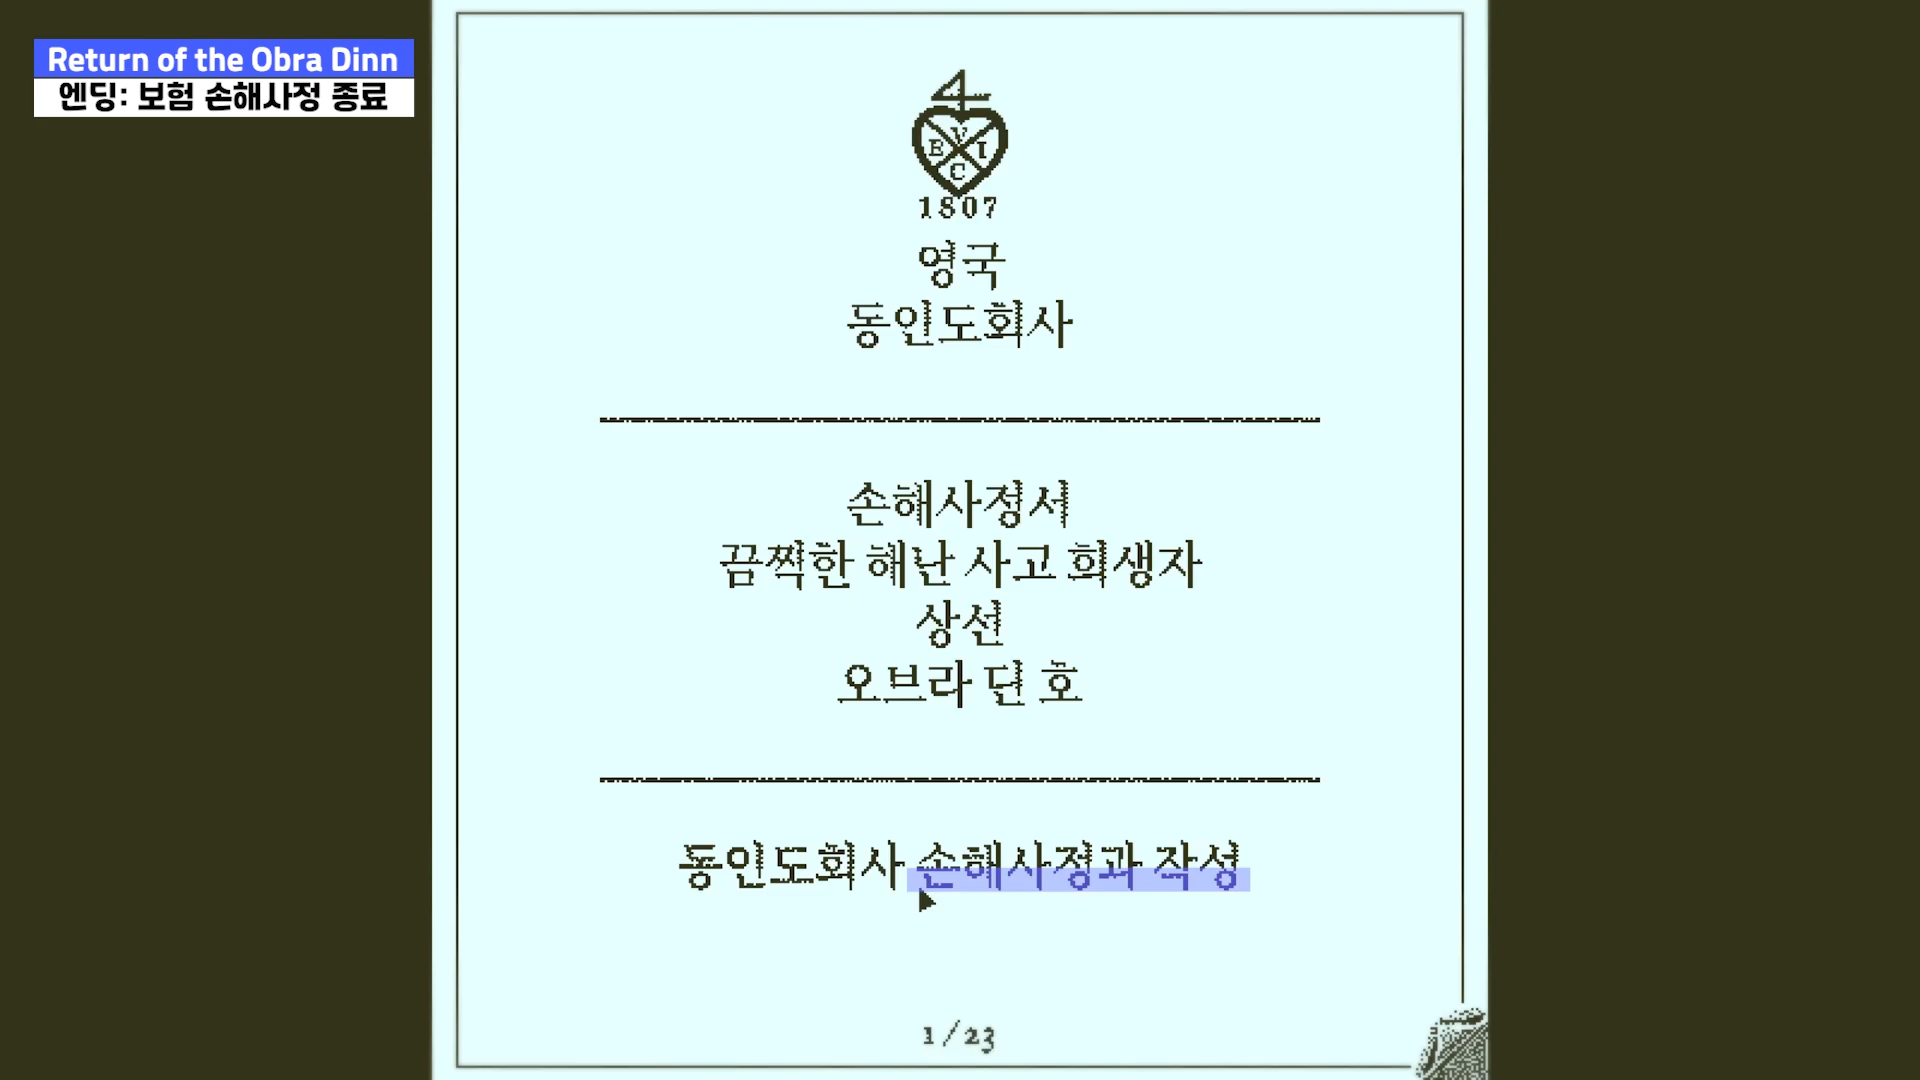 Return of the Obra Dinn
엔딩: 보험 손해사정 종료
4
V
E I
C
1807
영국
동인도회사
손해사정서
끔찍한 해난 사고 희생자
상선
오브라 딘 호
동인도회사 손해사정과 작성
1/23